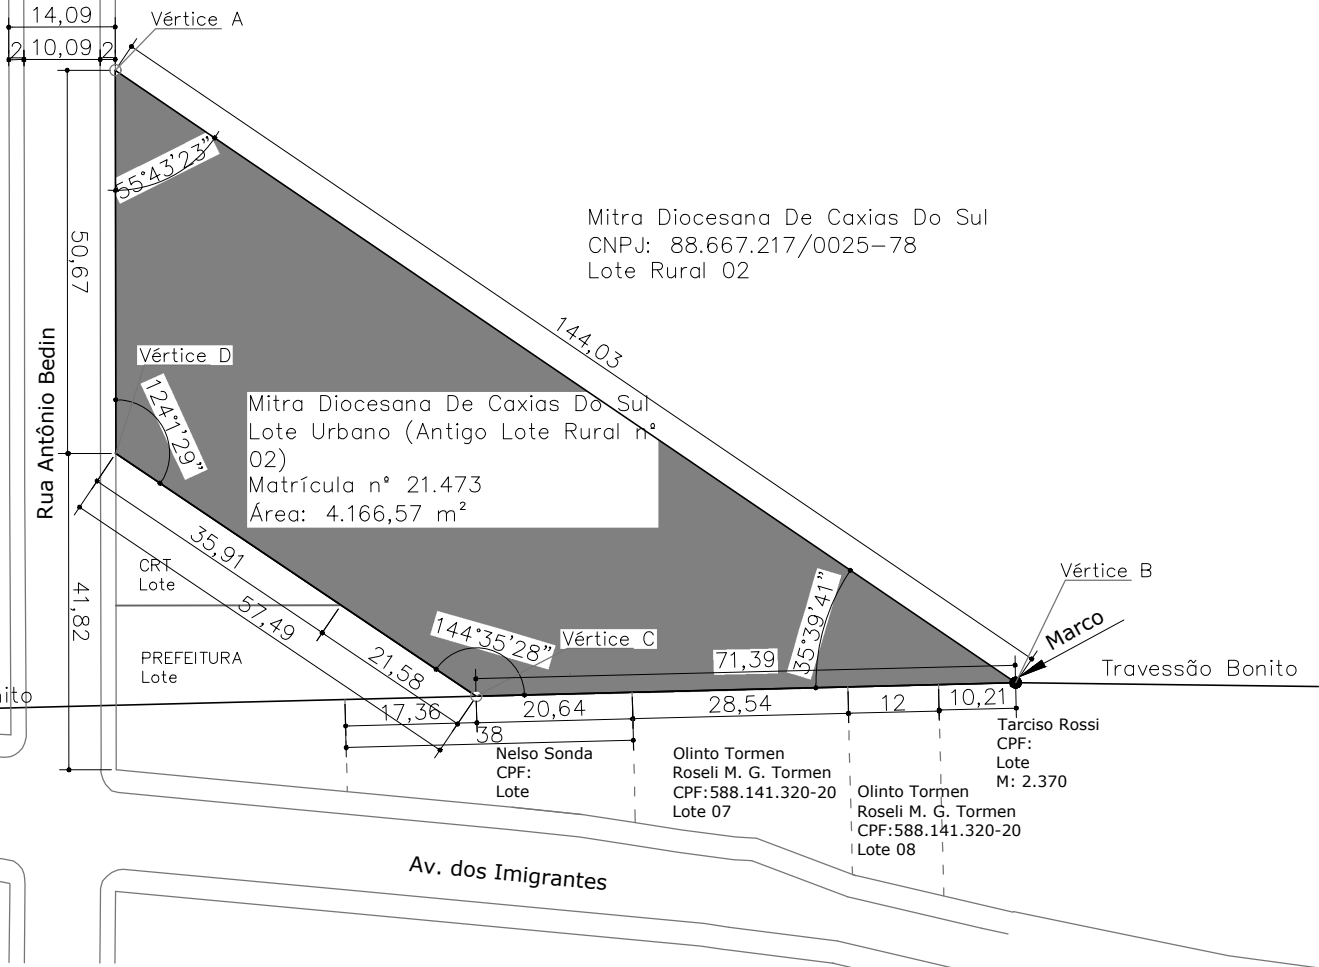 14,09
Vértice A
2
10,09
2
55°43'23"
Mitra Diocesana De Caxias Do Sul
CNPJ: 88.667.217/0025-78
Lote Rural 02
50,67
144,03
Rua Antônio Bedin
Vértice D
124°1'29"
Mitra Diocesana De Caxias Do Sul
Lote Urbano (Antigo Lote Rural nº
02)
Matrícula nº 21.473
Área: 4.166,57 m²
35,91
CRT
Lote
57,49
41,82
144°35'28"
Vértice C
35°39'41"
Vértice B
Marco
PREFEITURA
Lote
21,58
71,39
Travessão Bonito
nito
17,36
20,64
28,54
12
10,21
38
Nelso Sonda
CPF:
Lote
Olinto Tormen
Roseli M. G. Tormen
CPF:588.141.320-20
Lote 07
Olinto Tormen
Roseli M. G. Tormen
CPF:588.141.320-20
Lote 08
Tarciso Rossi
CPF:
Lote
M: 2.370
Av. dos Imigrantes